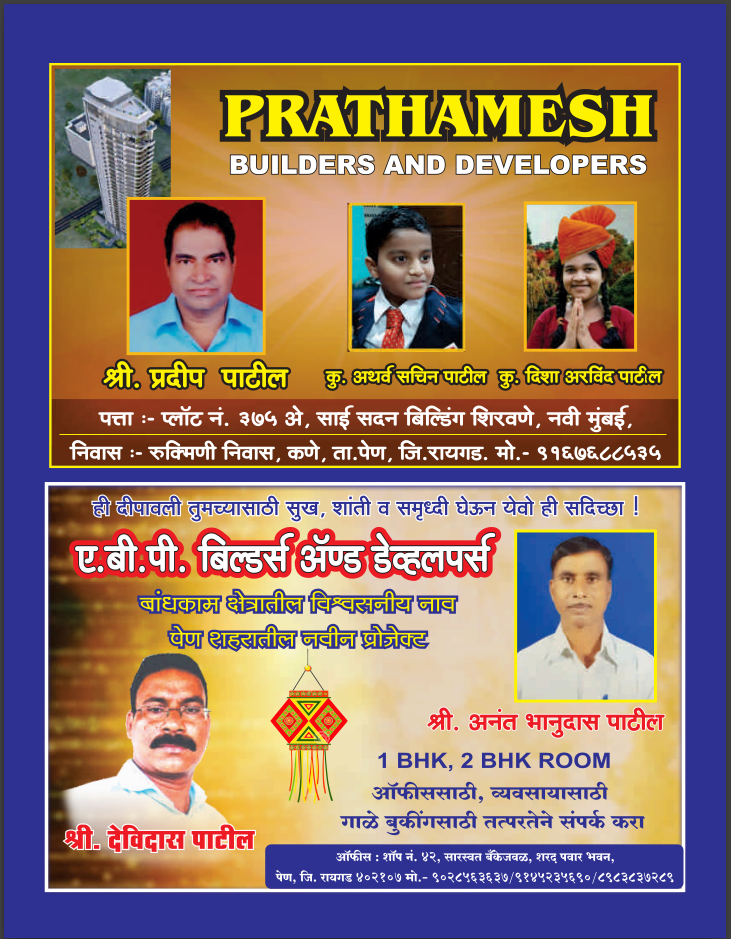 PRATHAMESH
BUILDERS AND DEVELOPERS
श्री. प्रदीप पाटील
कु. अथर्व सचिन पाटील कु. दिशा अरविंद पाटील
पत्ता :- प्लॉट नं. ३७५ अे, साई सदन बिल्डिंग शिरवणे, नवी मुंबई,
निवास :- रुक्मिणी निवास, कणे, ता.पेण, जि.रायगड. मो.- ९१६७६८८५३५
ही दीपावली तुमच्यासाठी सुख, शांती व समृध्दी घेऊन येवो ही सदिच्छा !
ए.बी.पी. बिल्डर्स ॲण्ड डेव्हलपर्स
बांधकाम क्षेत्रातील विश्वसनीय नाव
पेण शहरातील नवीन प्रोजेक्ट
श्री. अनंत भानुदास पाटील
1 BHK, 2 BHK ROOM
ऑफीससाठी, व्यवसायासाठी
गाळे बुकींगसाठी तत्परतेने संपर्क करा
श्री. देविदास पाटील
ऑफीस : शॉप नं. ४२, सारस्वत बँकेजवळ, शरद पवार भवन,
पेण, जि. रायगड ४०२१०७ मो.- ९०२८५६३६३७/९१४५२३५६९०/८९८३८३७२८९